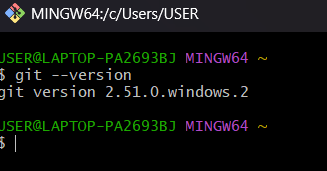 MINGW64:/c/Users/USER
USER@LAPTOP-PA2693BJ MINGW64 ~
$ git --version
git version 2.51.0.windows.2
USER@LAPTOP-PA2693BJ MINGW64 ~
$